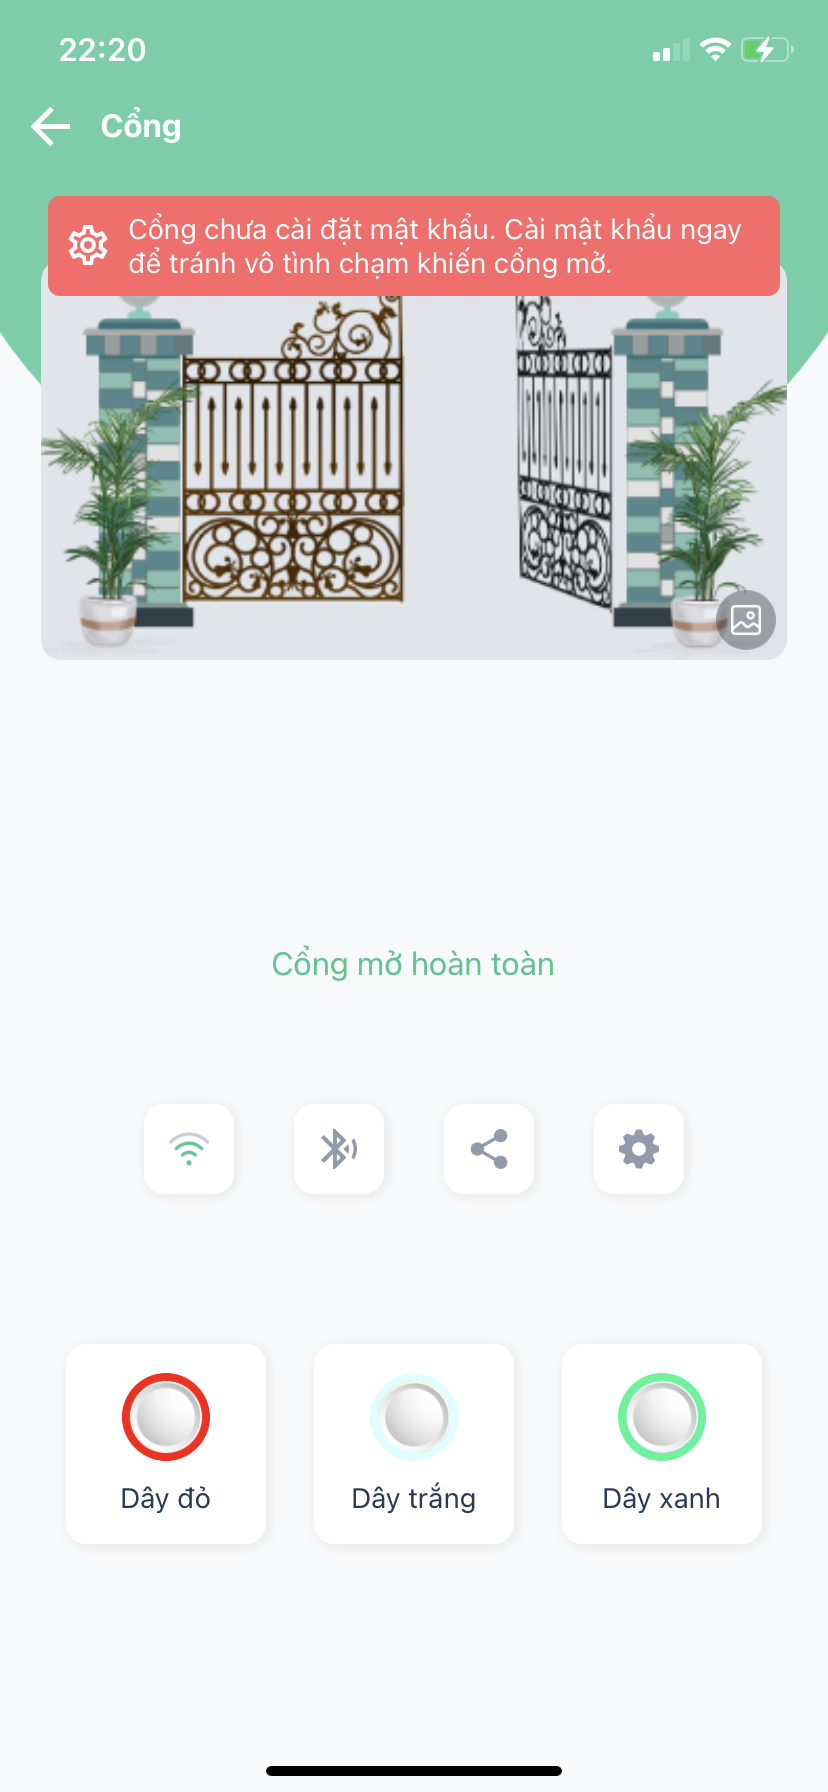 22:20
Cổng
Cổng chưa cài đặt mật khẩu. Cài mật khẩu ngay
để tránh vô tình chạm khiến cổng mở.
Cổng mở hoàn toàn
Dây đỏ
Dây trắng
Dây xanh